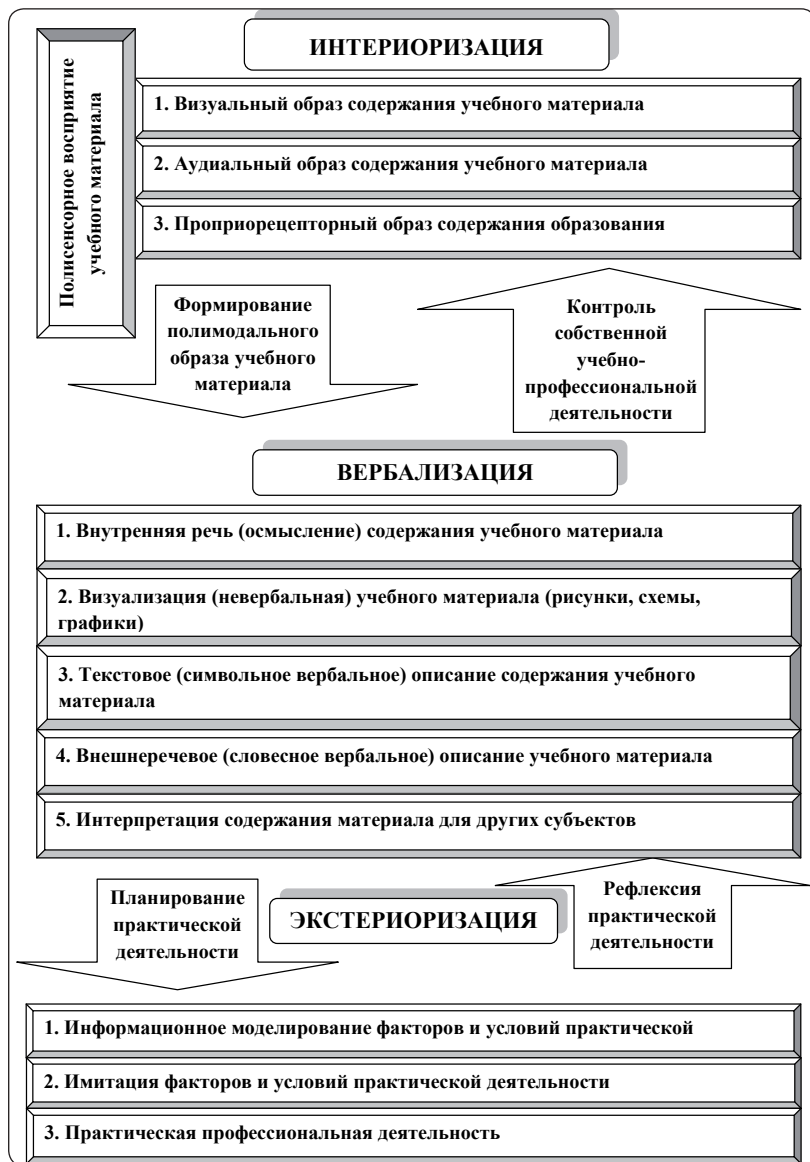 ИНТЕРИОРИЗАЦИЯ
Полисенсорное восприятие
учебного материала
1. Визуальный образ содержания учебного материала
2. Аудиальный образ содержания учебного материала
3. Проприорецепторный образ содержания образования
Формирование
полимодального
образа учебного
материала
Контроль
собственной
учебно-
профессиональной
деятельности
ВЕРБАЛИЗАЦИЯ
1. Внутренняя речь (осмысление) содержания учебного материала
2. Визуализация (невербальная) учебного материала (рисунки, схемы,
графики)
3. Текстовое (символьное вербальное) описание содержания учебного
материала
4. Внешнеречевое (словесное вербальное) описание учебного материала
5. Интерпретация содержания материала для других субъектов
Планирование
практической
деятельности
ЭКСТЕРИОРИЗАЦИЯ
Рефлексия
практической
деятельности
1. Информационное моделирование факторов и условий практической
2. Имитация факторов и условий практической деятельности
3. Практическая профессиональная деятельность